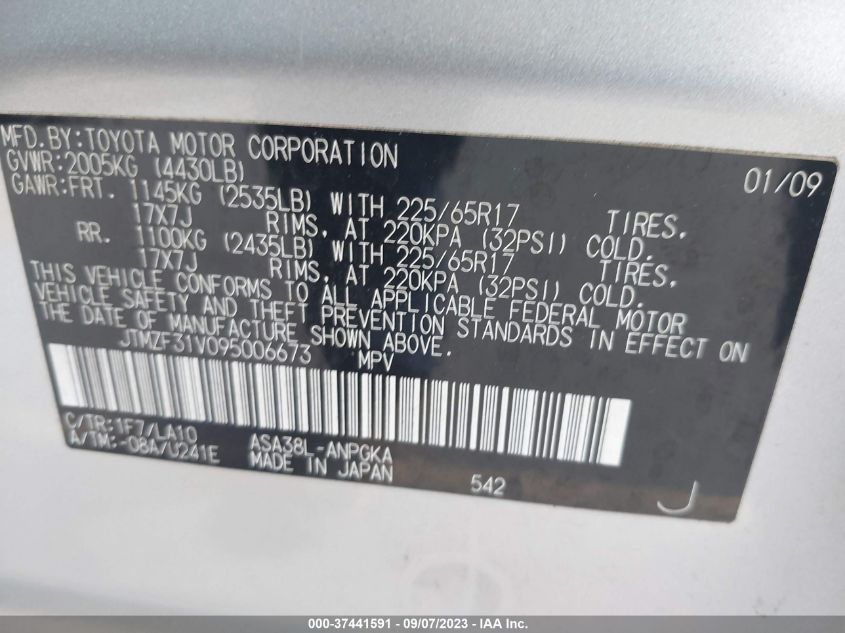 MFD.BY:TOYOTA MOTOR CORPORATION 01/09
GVWR:2005KG (4430LB)
GAWR:FRT. 1145KG (2535LB) WITH 225/65R17 TIRES,
17X7J RIMS, AT 220KPA (32PSI) COLD.
RR. 1100KG (2435LB) WITH 225/65R17 TIRES,
17X7J RIMS, AT 220KPA (32PSI) COLD.
THIS VEHICLE CONFORMS TO ALL APPLICABLE FEDERAL MOTOR
VEHICLE SAFETY AND THEFT PREVENTION STANDARDS IN EFFECT ON
THE DATE OF MANUFACTURE SHOWN ABOVE.
JTMZF31V095006673 MPV
C/TR:1F7/LA10 ASA38L-ANPGKA
A/TM:-08A/U241E MADE IN JAPAN 542 J
000-37441591 - 09/07/2023 - IAA Inc.